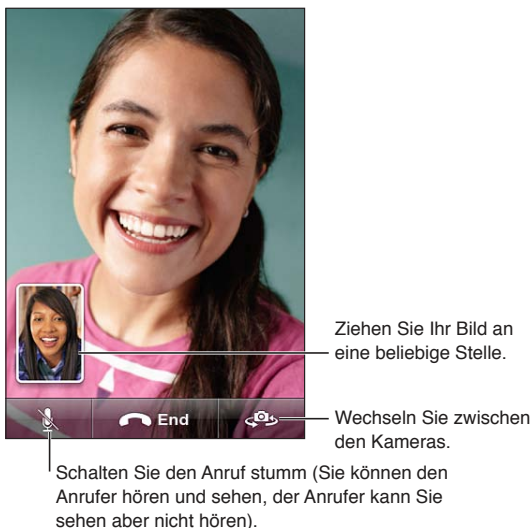 Ziehen Sie Ihr Bild an
eine beliebige Stelle.
End
Wechseln Sie zwischen
den Kameras.
Schalten Sie den Anruf stumm (Sie können den
Anrufer hören und sehen, der Anrufer kann Sie
sehen aber nicht hören).